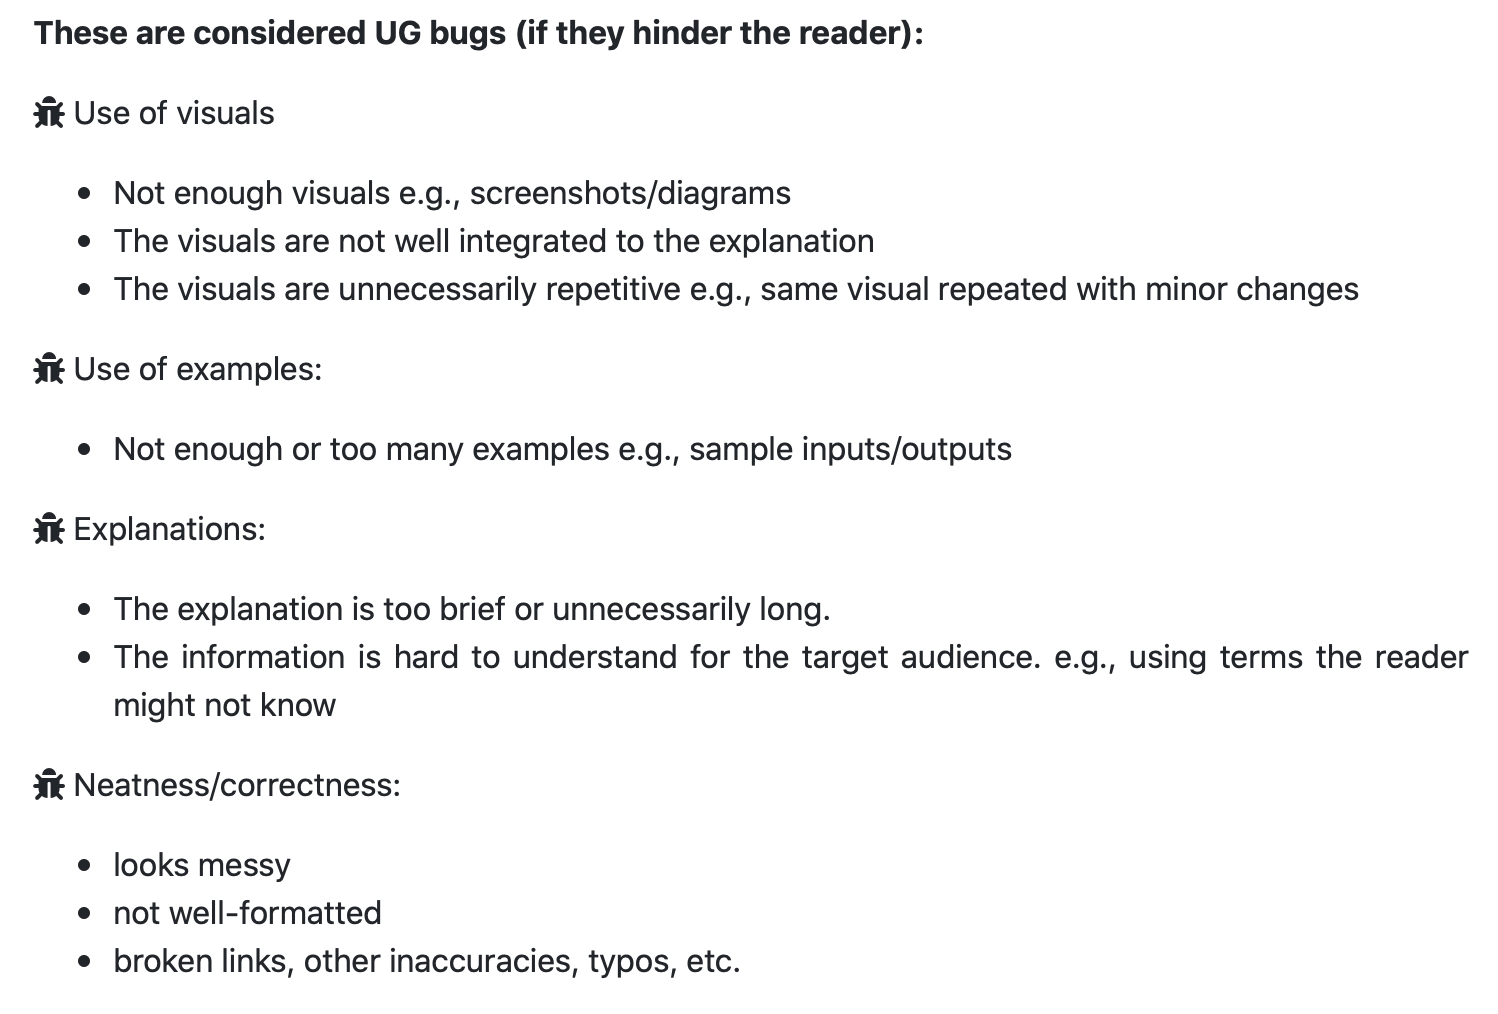 These are considered UG bugs (if they hinder the reader):
Use of visuals
Not enough visuals e.g., screenshots/diagrams
The visuals are not well integrated to the explanation
The visuals are unnecessarily repetitive e.g., same visual repeated with minor changes
Use of examples:
Not enough or too many examples e.g., sample inputs/outputs
Explanations:
The explanation is too brief or unnecessarily long.
The information is hard to understand for the target audience. e.g., using terms the reader
might not know
Neatness/correctness:
looks messy
not well-formatted
broken links, other inaccuracies, typos, etc.